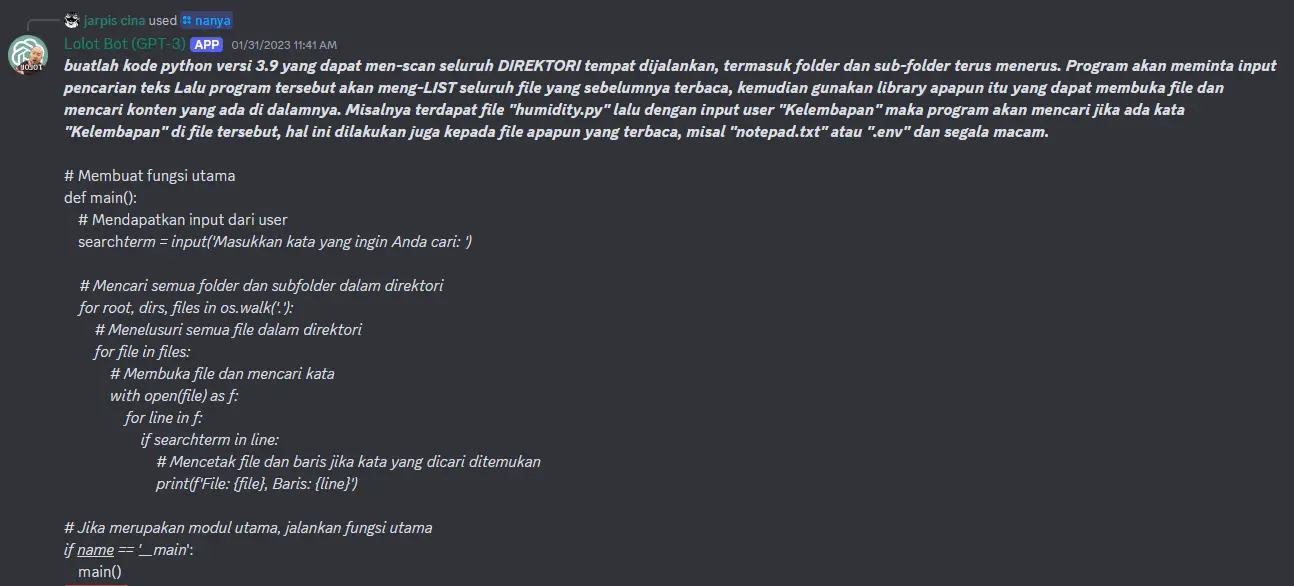 jarpis cina used nanya
Lolot Bot (GPT-3) APP 01/31/2023 11:41 AM
buatlah kode python versi 3.9 yang dapat men-scan seluruh DIREKTORI tempat dijalankan, termasuk folder dan sub-folder terus menerus. Program akan meminta input
pencarian teks Lalu program tersebut akan meng-LIST seluruh file yang sebelumnya terbaca, kemudian gunakan library apapun itu yang dapat membuka file dan
mencari konten yang ada di dalamnya. Misalnya terdapat file "humidity.py" lalu dengan input user "Kelembapan" maka program akan mencari jika ada kata
"Kelembapan" di file tersebut, hal ini dilakukan juga kepada file apapun yang terbaca, misal "notepad.txt" atau ".env" dan segala macam.
# Membuat fungsi utama
def main():
# Mendapatkan input dari user
searchterm = input('Masukkan kata yang ingin Anda cari: ')
# Mencari semua folder dan subfolder dalam direktori
for root, dirs, files in os.walk('.'):
# Menelusuri semua file dalam direktori
for file in files:
# Membuka file dan mencari kata
with open(file) as f:
for line in f:
if searchterm in line:
# Mencetak file dan baris jika kata yang dicari ditemukan
print(f'File: {file}, Baris: {line}')
# Jika merupakan modul utama, jalankan fungsi utama
if name == '__main':
main()